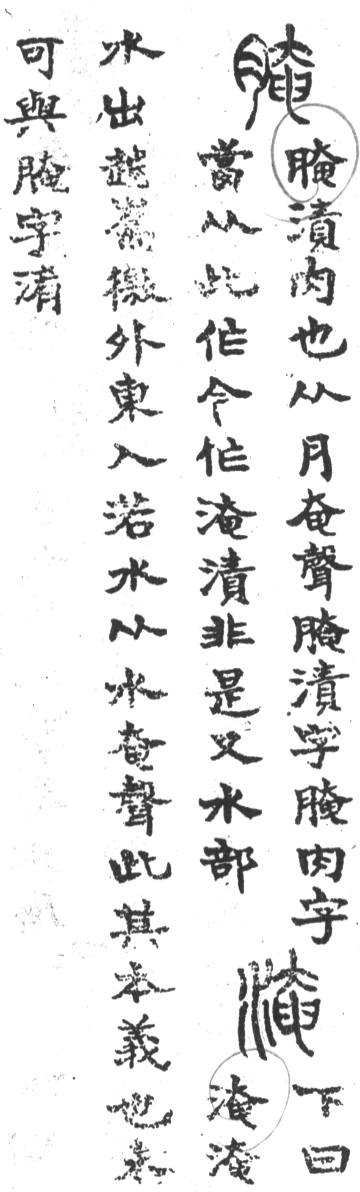 腌
腌漬肉也从月奄聲腌漬字腌肉字
當从此作今作淹漬非是又水部
淹
下曰
淹淹
水出越巂徼外東入若水从水奄聲此其本義也未
可與腌字淆